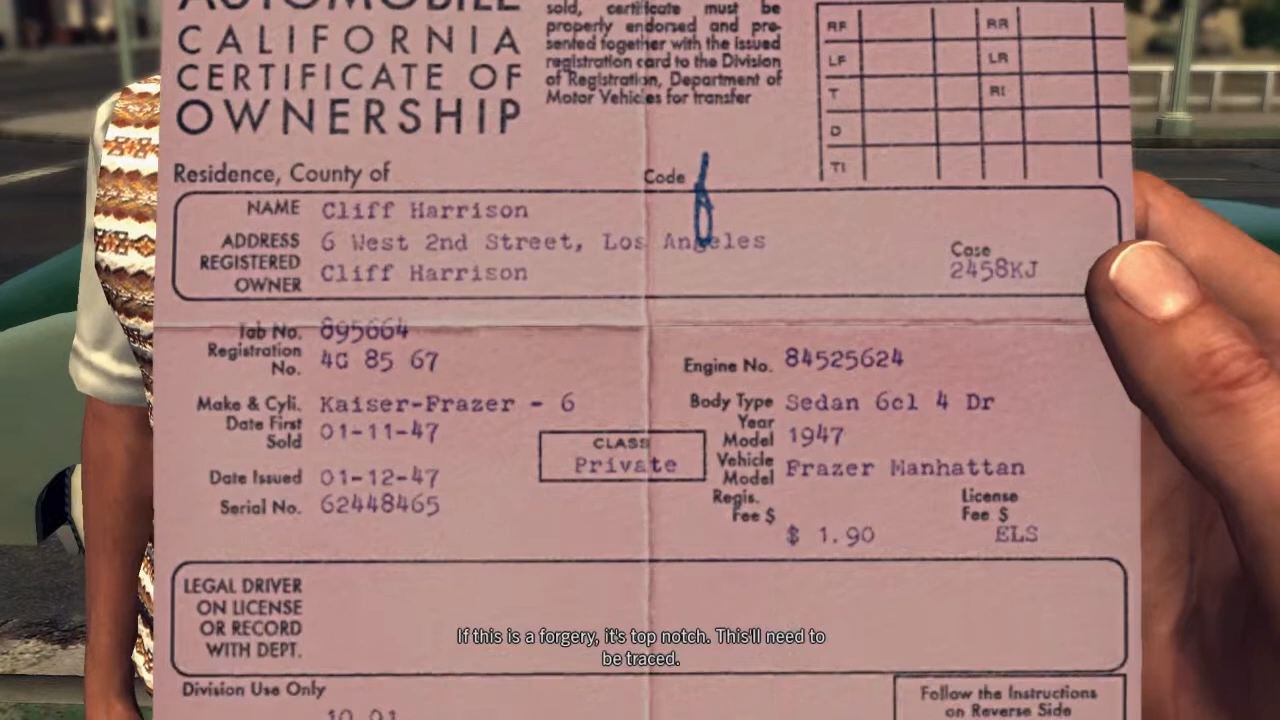 AUTOMOBILE
CALIFORNIA
CERTIFICATE OF
OWNERSHIP
sold, certificate must be
properly endorsed and pre-
sented together with the issued
registration card to the Division
of Registration, Department of
Motor Vehicles for transfer
RF RR
LF LR
T RI
D
TI
Residence, County of
Code 6
NAME Cliff Harrison
ADDRESS 6 West 2nd Street, Los Angeles
REGISTERED
OWNER Cliff Harrison
Case
2458KJ
Tab No. 895664
Registration
No. 4G 85 67
Engine No. 84525624
Make & Cyli. Kaiser-Frazer - 6
Body Type Sedan 6cl 4 Dr
Date First
Sold 01-11-47
CLASS
Private
Year
Model 1947
Date Issued 01-12-47
Vehicle
Model Frazer Manhattan
Serial No. 62448465
Regis.
Fee $
$ 1.90
License
Fee $
ELS
LEGAL DRIVER
ON LICENSE
OR RECORD
WITH DEPT.
If this is a forgery, it's top notch. This'll need to
be traced.
Division Use Only
Follow the Instructions
on Reverse Side